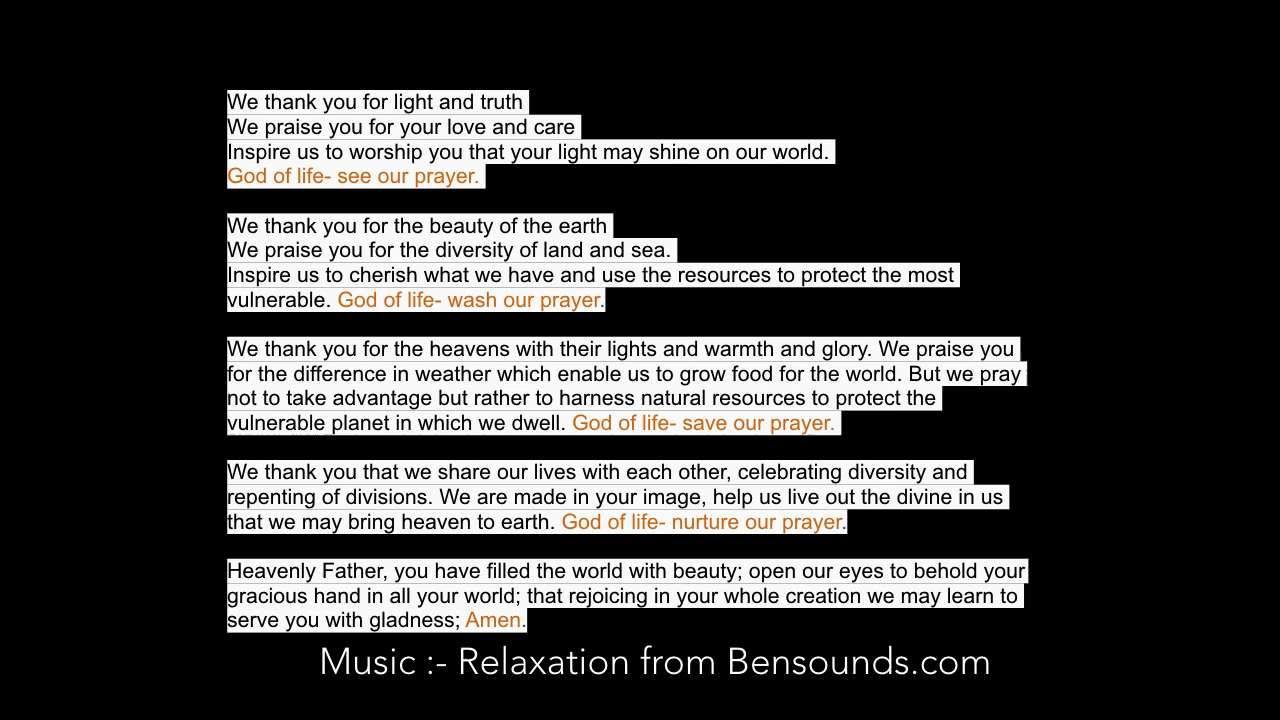 We thank you for light and truth
We praise you for your love and care
Inspire us to worship you that your light may shine on our world.
God of life- see our prayer.
We thank you for the beauty of the earth
We praise you for the diversity of land and sea.
Inspire us to cherish what we have and use the resources to protect the most
vulnerable. God of life- wash our prayer.
We thank you for the heavens with their lights and warmth and glory. We praise you
for the difference in weather which enable us to grow food for the world. But we pray
not to take advantage but rather to harness natural resources to protect the
vulnerable planet in which we dwell. God of life- save our prayer.
We thank you that we share our lives with each other, celebrating diversity and
repenting of divisions. We are made in your image, help us live out the divine in us
that we may bring heaven to earth. God of life- nurture our prayer.
Heavenly Father, you have filled the world with beauty; open our eyes to behold your
gracious hand in all your world; that rejoicing in your whole creation we may learn to
serve you with gladness; Amen.
Music :- Relaxation from Bensounds.com